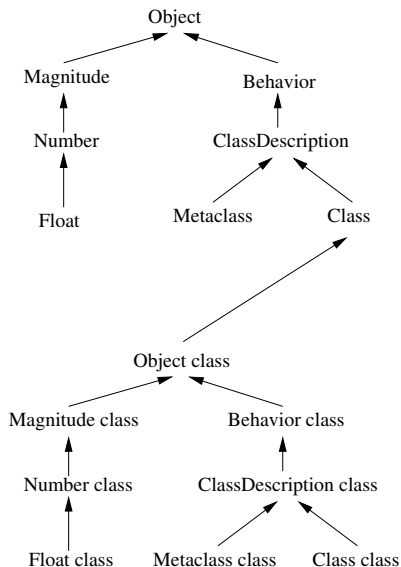 Object
Magnitude
Behavior
Number
ClassDescription
Float
Metaclass
Class
Object class
Magnitude class
Behavior class
Number class
ClassDescription class
Float class
Metaclass class
Class class